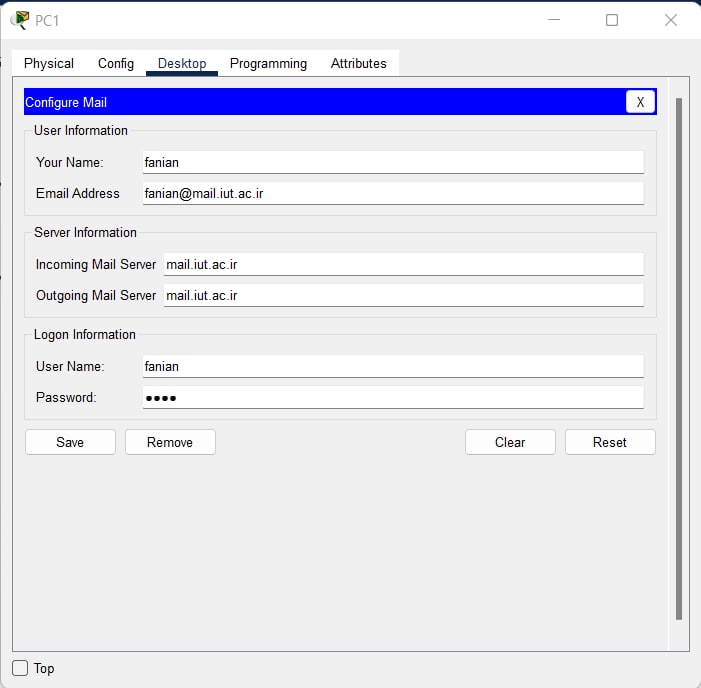 PC1
Physical Config Desktop Programming Attributes
Configure Mail X
User Information
Your Name: fanian
Email Address fanian@mail.iut.ac.ir
Server Information
Incoming Mail Server mail.iut.ac.ir
Outgoing Mail Server mail.iut.ac.ir
Logon Information
User Name: fanian
Password: ●●●●
Save Remove Clear Reset
Top